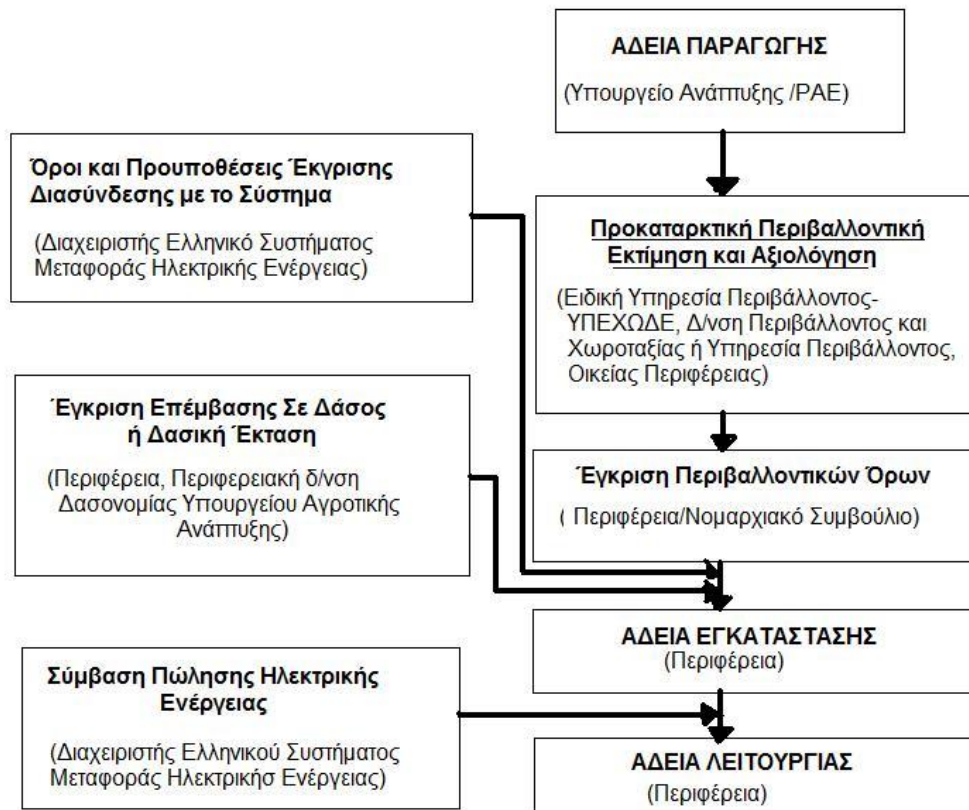 ΑΔΕΙΑ ΠΑΡΑΓΩΓΗΣ
(Υπουργείο Ανάπτυξης /ΡΑΕ)
Όροι και Προυποθέσεις Έκγρισης
Διασύνδεσης με το Σύστημα
(Διαχειριστής Ελληνικό Συστήματος
Μεταφοράς Ηλεκτρικής Ενέργειας)
Προκαταρκτική Περιβαλλοντική
Εκτίμηση και Αξιολόγηση
(Ειδική Υπηρεσία Περιβάλλοντος-
ΥΠΕΧΩΔΕ, Δ/νση Περιβάλλοντος και
Χωροταξίας ή Υπηρεσία Περιβάλλοντος,
Οικείας Περιφέρειας)
Έγκριση Επέμβασης Σε Δάσος
ή Δασική Έκταση
(Περιφέρεια, Περιφερειακή δ/νση
Δασονομίας Υπουργείου Αγροτικής
Ανάπτυξης)
Έγκριση Περιβαλλοντικών Όρων
( Περιφέρεια/Νομαρχιακό Συμβούλιο)
ΑΔΕΙΑ ΕΓΚΑΤΑΣΤΑΣΗΣ
(Περιφέρεια)
Σύμβαση Πώλησης Ηλεκτρικής
Ενέργειας
(Διαχειριστής Ελληνικού Συστήματος
Μεταφοράς Ηλεκτρικήσ Ενέργειας)
ΑΔΕΙΑ ΛΕΙΤΟΥΡΓΙΑΣ
(Περιφέρεια)